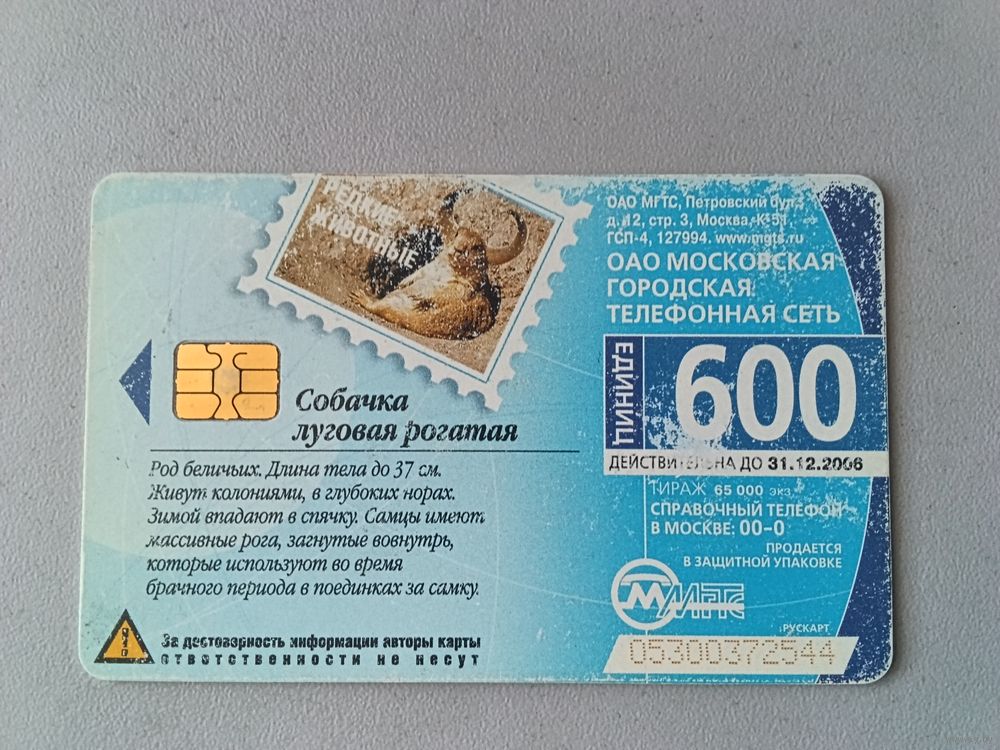 РЕДКИЕ
ЖИВОТНЫЕ
ОАО МГТС, Петровский бул.
д. 12, стр. 3, Москва, К-51,
ГСП-4, 127994. www.mgts.ru
ОАО МОСКОВСКАЯ
ГОРОДСКАЯ
ТЕЛЕФОННАЯ СЕТЬ
ЕДИНИЦ
600
ДЕЙСТВИТЕЛЬНА ДО 31.12.2006
ТИРАЖ 65 000 экз.
СПРАВОЧНЫЙ ТЕЛЕФОН
В МОСКВЕ: 00-0
ПРОДАЕТСЯ
В ЗАЩИТНОЙ УПАКОВКЕ
МГТС
РУСКАРТ
05300372544
Собачка
луговая рогатая
Род беличьих. Длина тела до 37 см.
Живут колониями, в глубоких норах.
Зимой впадают в спячку. Самцы имеют
массивные рога, загнутые вовнутрь,
которые используют во время
брачного периода в поединках за самку.
За достоверность информации авторы карты
ответственности не несут